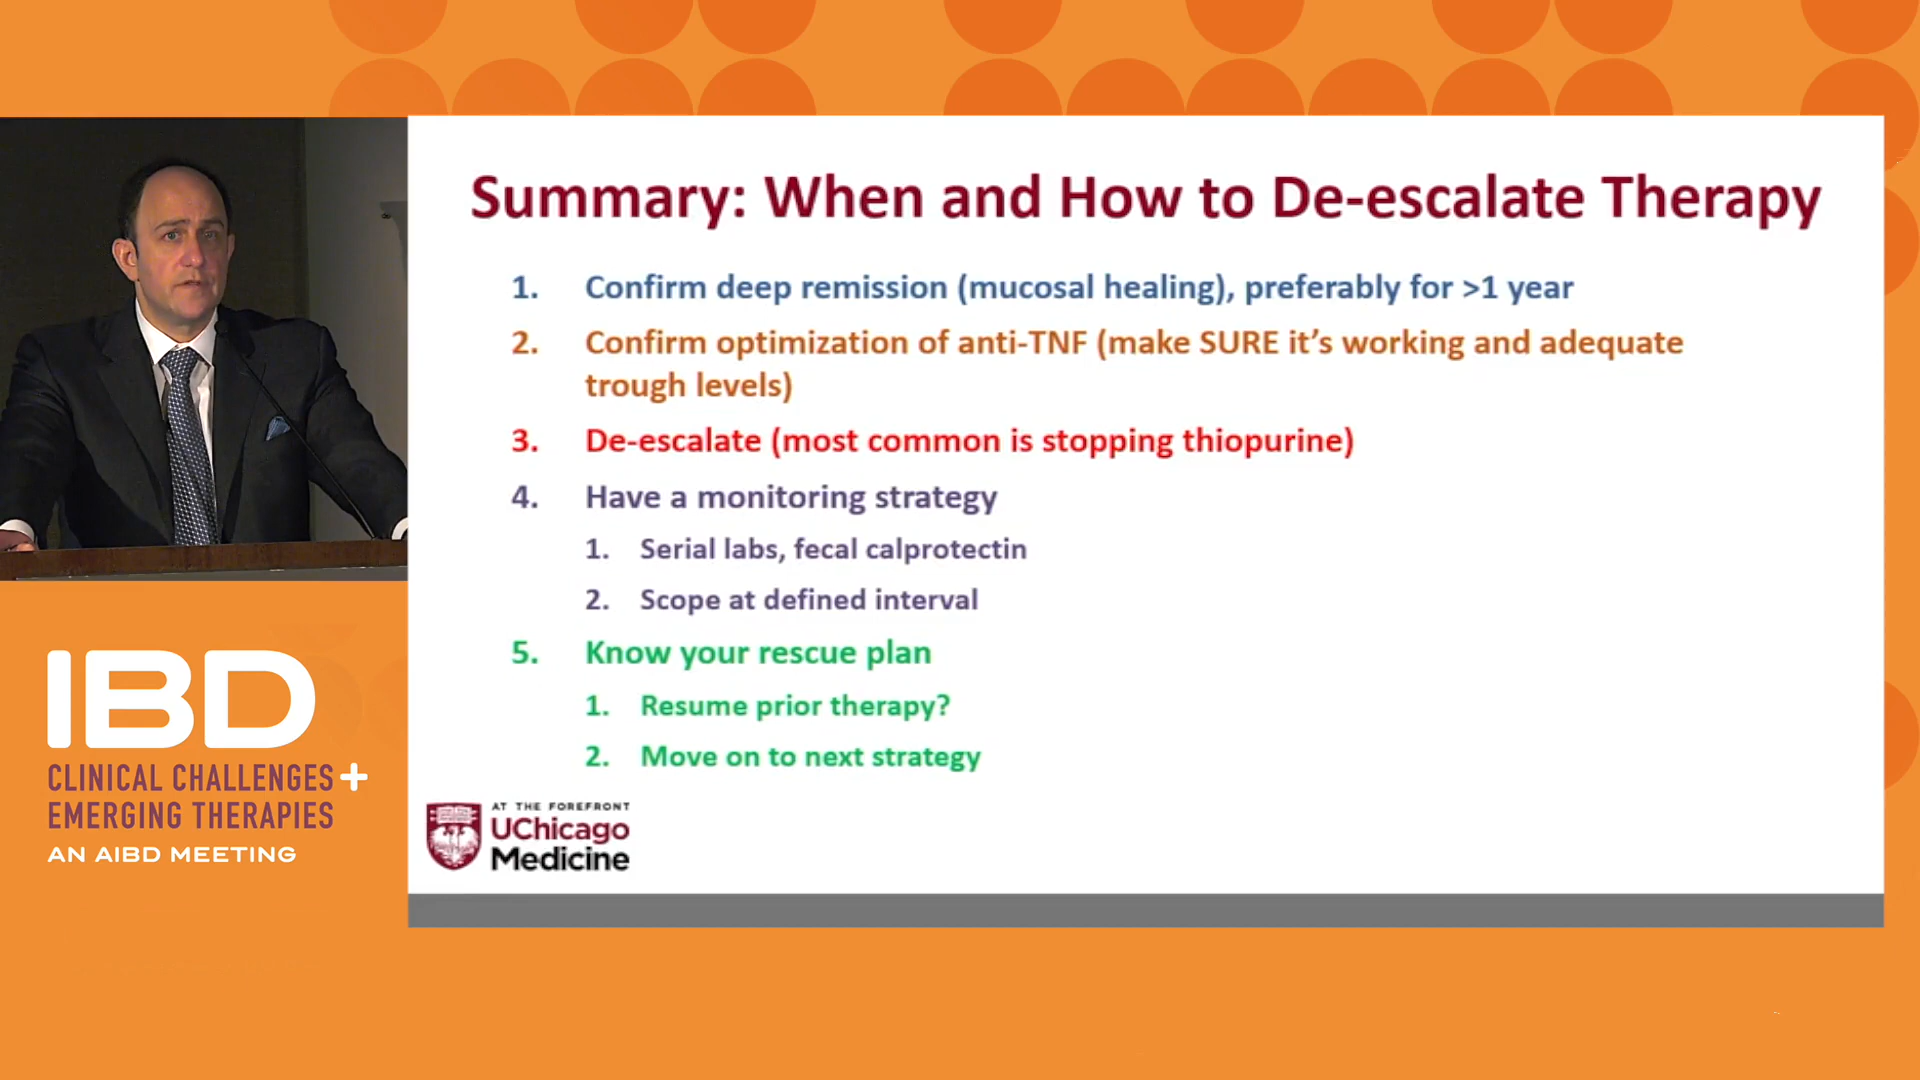 Summary: When and How to De-escalate Therapy
1. Confirm deep remission (mucosal healing), preferably for >1 year
2. Confirm optimization of anti-TNF (make SURE it's working and adequate
trough levels)
3. De-escalate (most common is stopping thiopurine)
4. Have a monitoring strategy
1. Serial labs, fecal calprotectin
2. Scope at defined interval
5. Know your rescue plan
1. Resume prior therapy?
2. Move on to next strategy
AT THE FOREFRONT
UChicago
Medicine
IBD
CLINICAL CHALLENGES +
EMERGING THERAPIES
AN AIBD MEETING